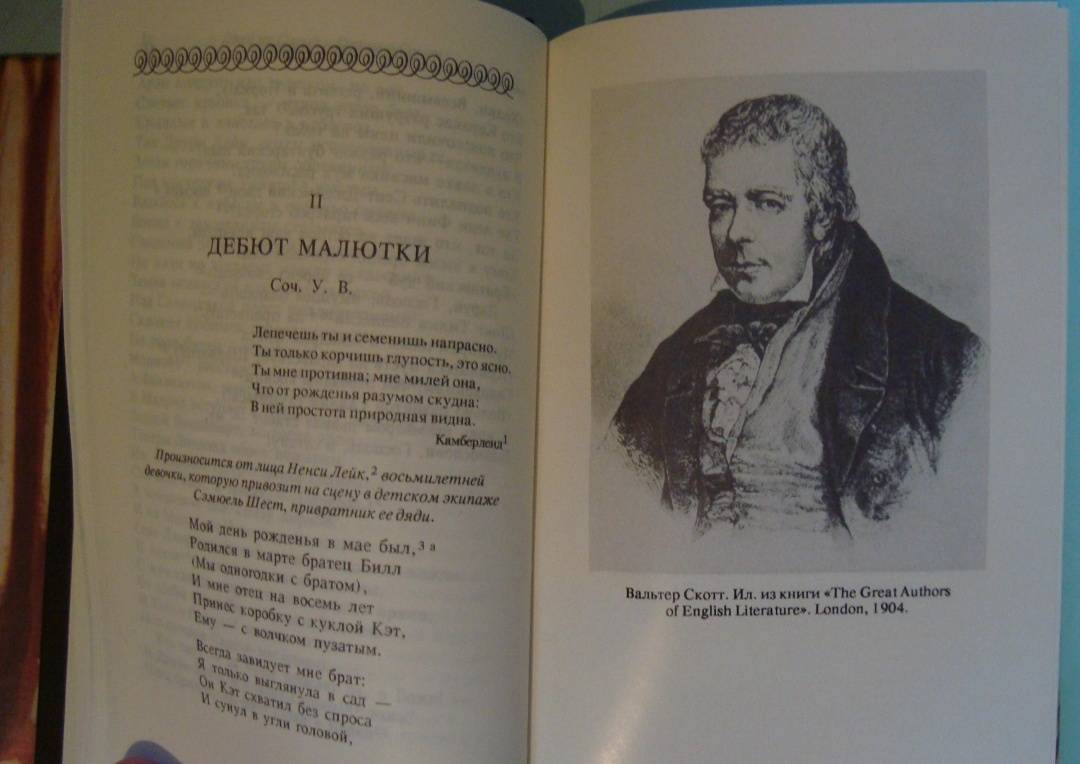 II
ДЕБЮТ МАЛЮТКИ
Соч. У. В.
Лепечешь ты и семенишь напрасно.
Ты только корчишь глупость, это ясно.
Ты мне противна; мне милей она,
Что от рожденья разумом скудна:
В ней простота природная видна.
Камберленд¹
Произносится от лица Ненси Лейк,² восьмилетней
девочки, которую привозит на сцену в детском экипаже
Сэмюель Шест, привратник ее дяди.
Мой день рожденья в мае был,³ ᵃ
Родился в марте братец Билл
(Мы одногодки с братом),
И мне отец на восемь лет
Принес коробку с куклой Кэт,
Ему — с волчком пузатым.
Всегда завидует мне брат:
Я только выглянула в сад —
Он Кэт схватил без спроса
И сунул в угли головой,
Вальтер Скотт. Ил. из книги «The Great Authors
of English Literature». London, 1904.